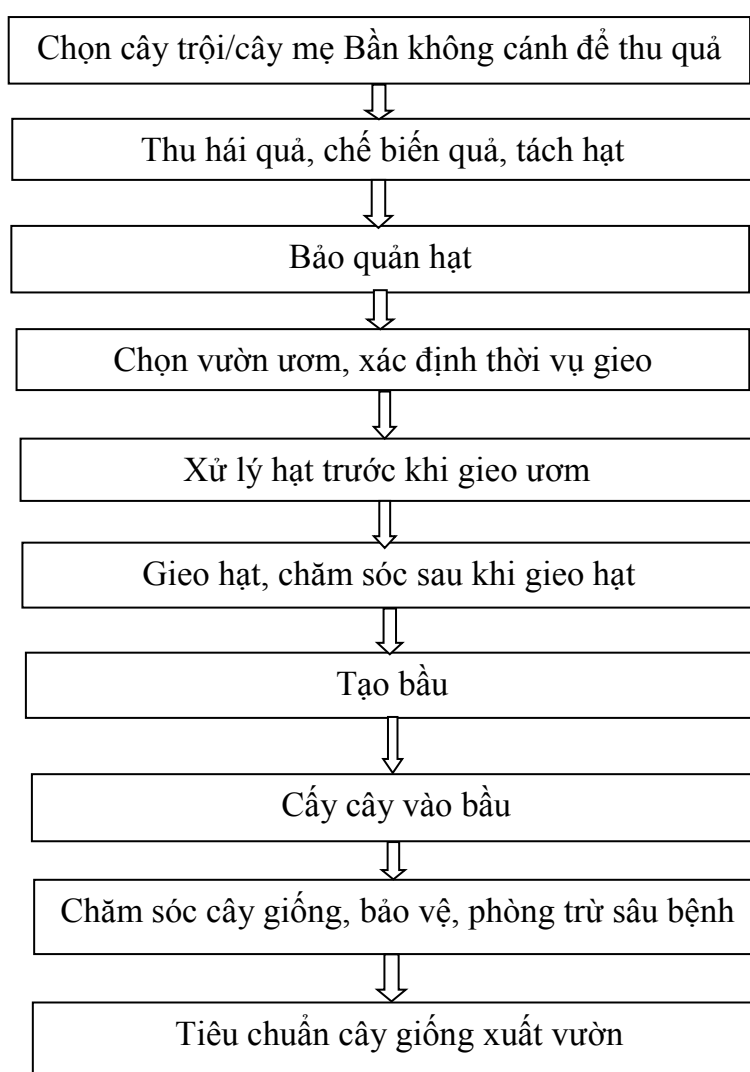 Chọn cây trội/cây mẹ Bần không cánh để thu quả
Thu hái quả, chế biến quả, tách hạt
Bảo quản hạt
Chọn vườn ươm, xác định thời vụ gieo
Xử lý hạt trước khi gieo ươm
Gieo hạt, chăm sóc sau khi gieo hạt
Tạo bầu
Cấy cây vào bầu
Chăm sóc cây giống, bảo vệ, phòng trừ sâu bệnh
Tiêu chuẩn cây giống xuất vườn